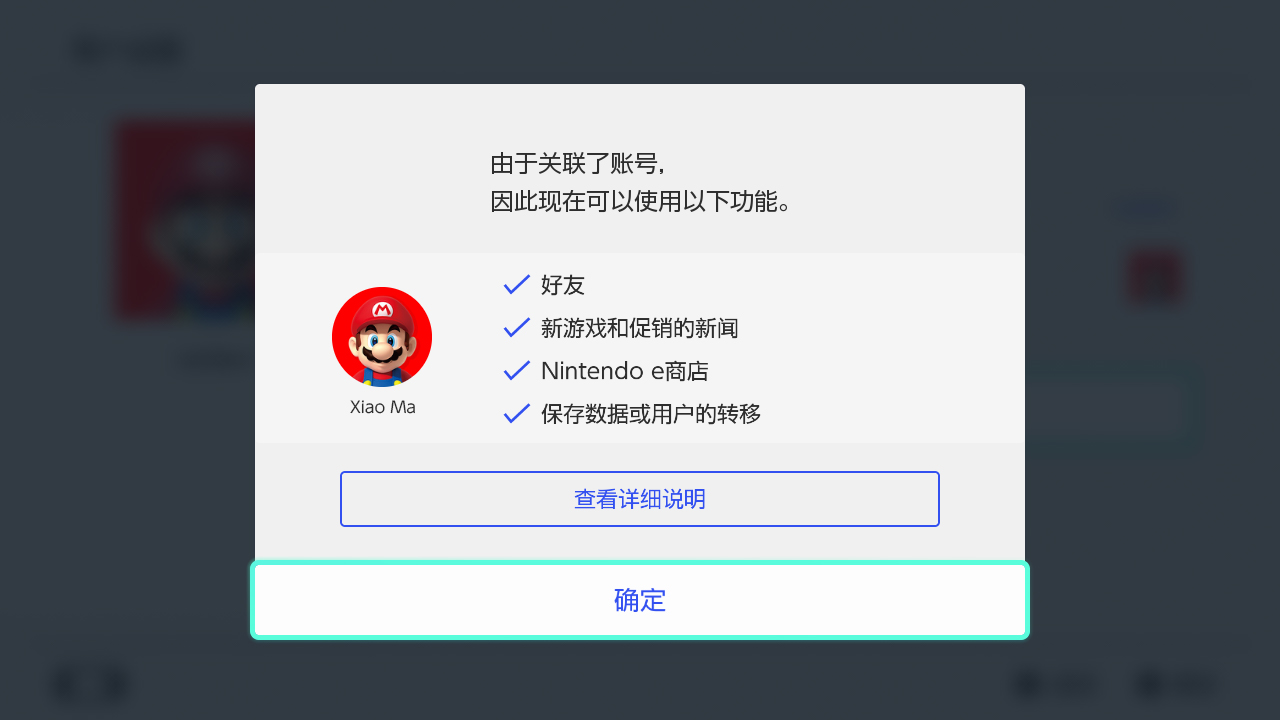 由于关联了账号，
因此现在可以使用以下功能。
好友
新游戏和促销的新闻
Nintendo e商店
保存数据或用户的转移
Xiao Ma
查看详细说明
确定